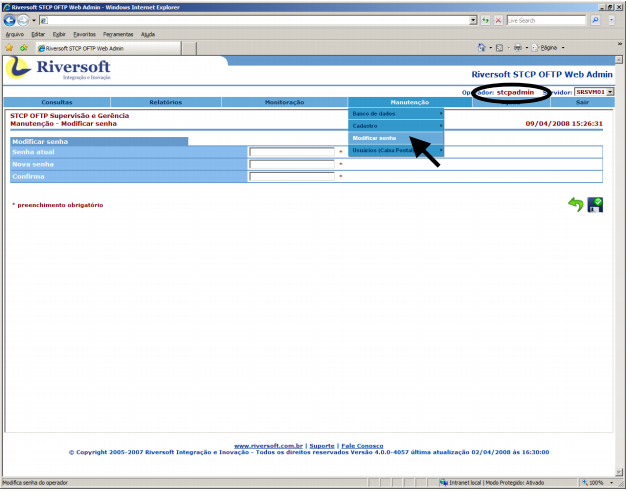 Riversoft STCP OFTP Web Admin - Windows Internet Explorer
Live Search
Arquivo Editar Exibir Favoritos Ferramentas Ajuda
Riversoft STCP OFTP Web Admin
Página
Riversoft
Integração e Inovação
Riversoft STCP OFTP Web Admin
stcpadmin
SRSVM01
Consultas Relatórios Monitoração Manutenção Sair
STCP OFTP Supervisão e Gerência
Manutenção - Modificar senha
09/04/2008 15:26:31
Banco de dados
Cadastro
Modificar senha
Usuários (Caixa Postal)
Modificar senha
Senha atual *
Nova senha *
Confirma *
* preenchimento obrigatório
www.riversoft.com.br | Suporte | Fale Conosco
© Copyright 2005-2007 Riversoft Integração e Inovação - Todos os direitos reservados Versão 4.0.0-4057 última atualização 02/04/2008 às 16:30:00
Modifica senha do operador
Intranet local | Modo Protegido: Ativado
100%